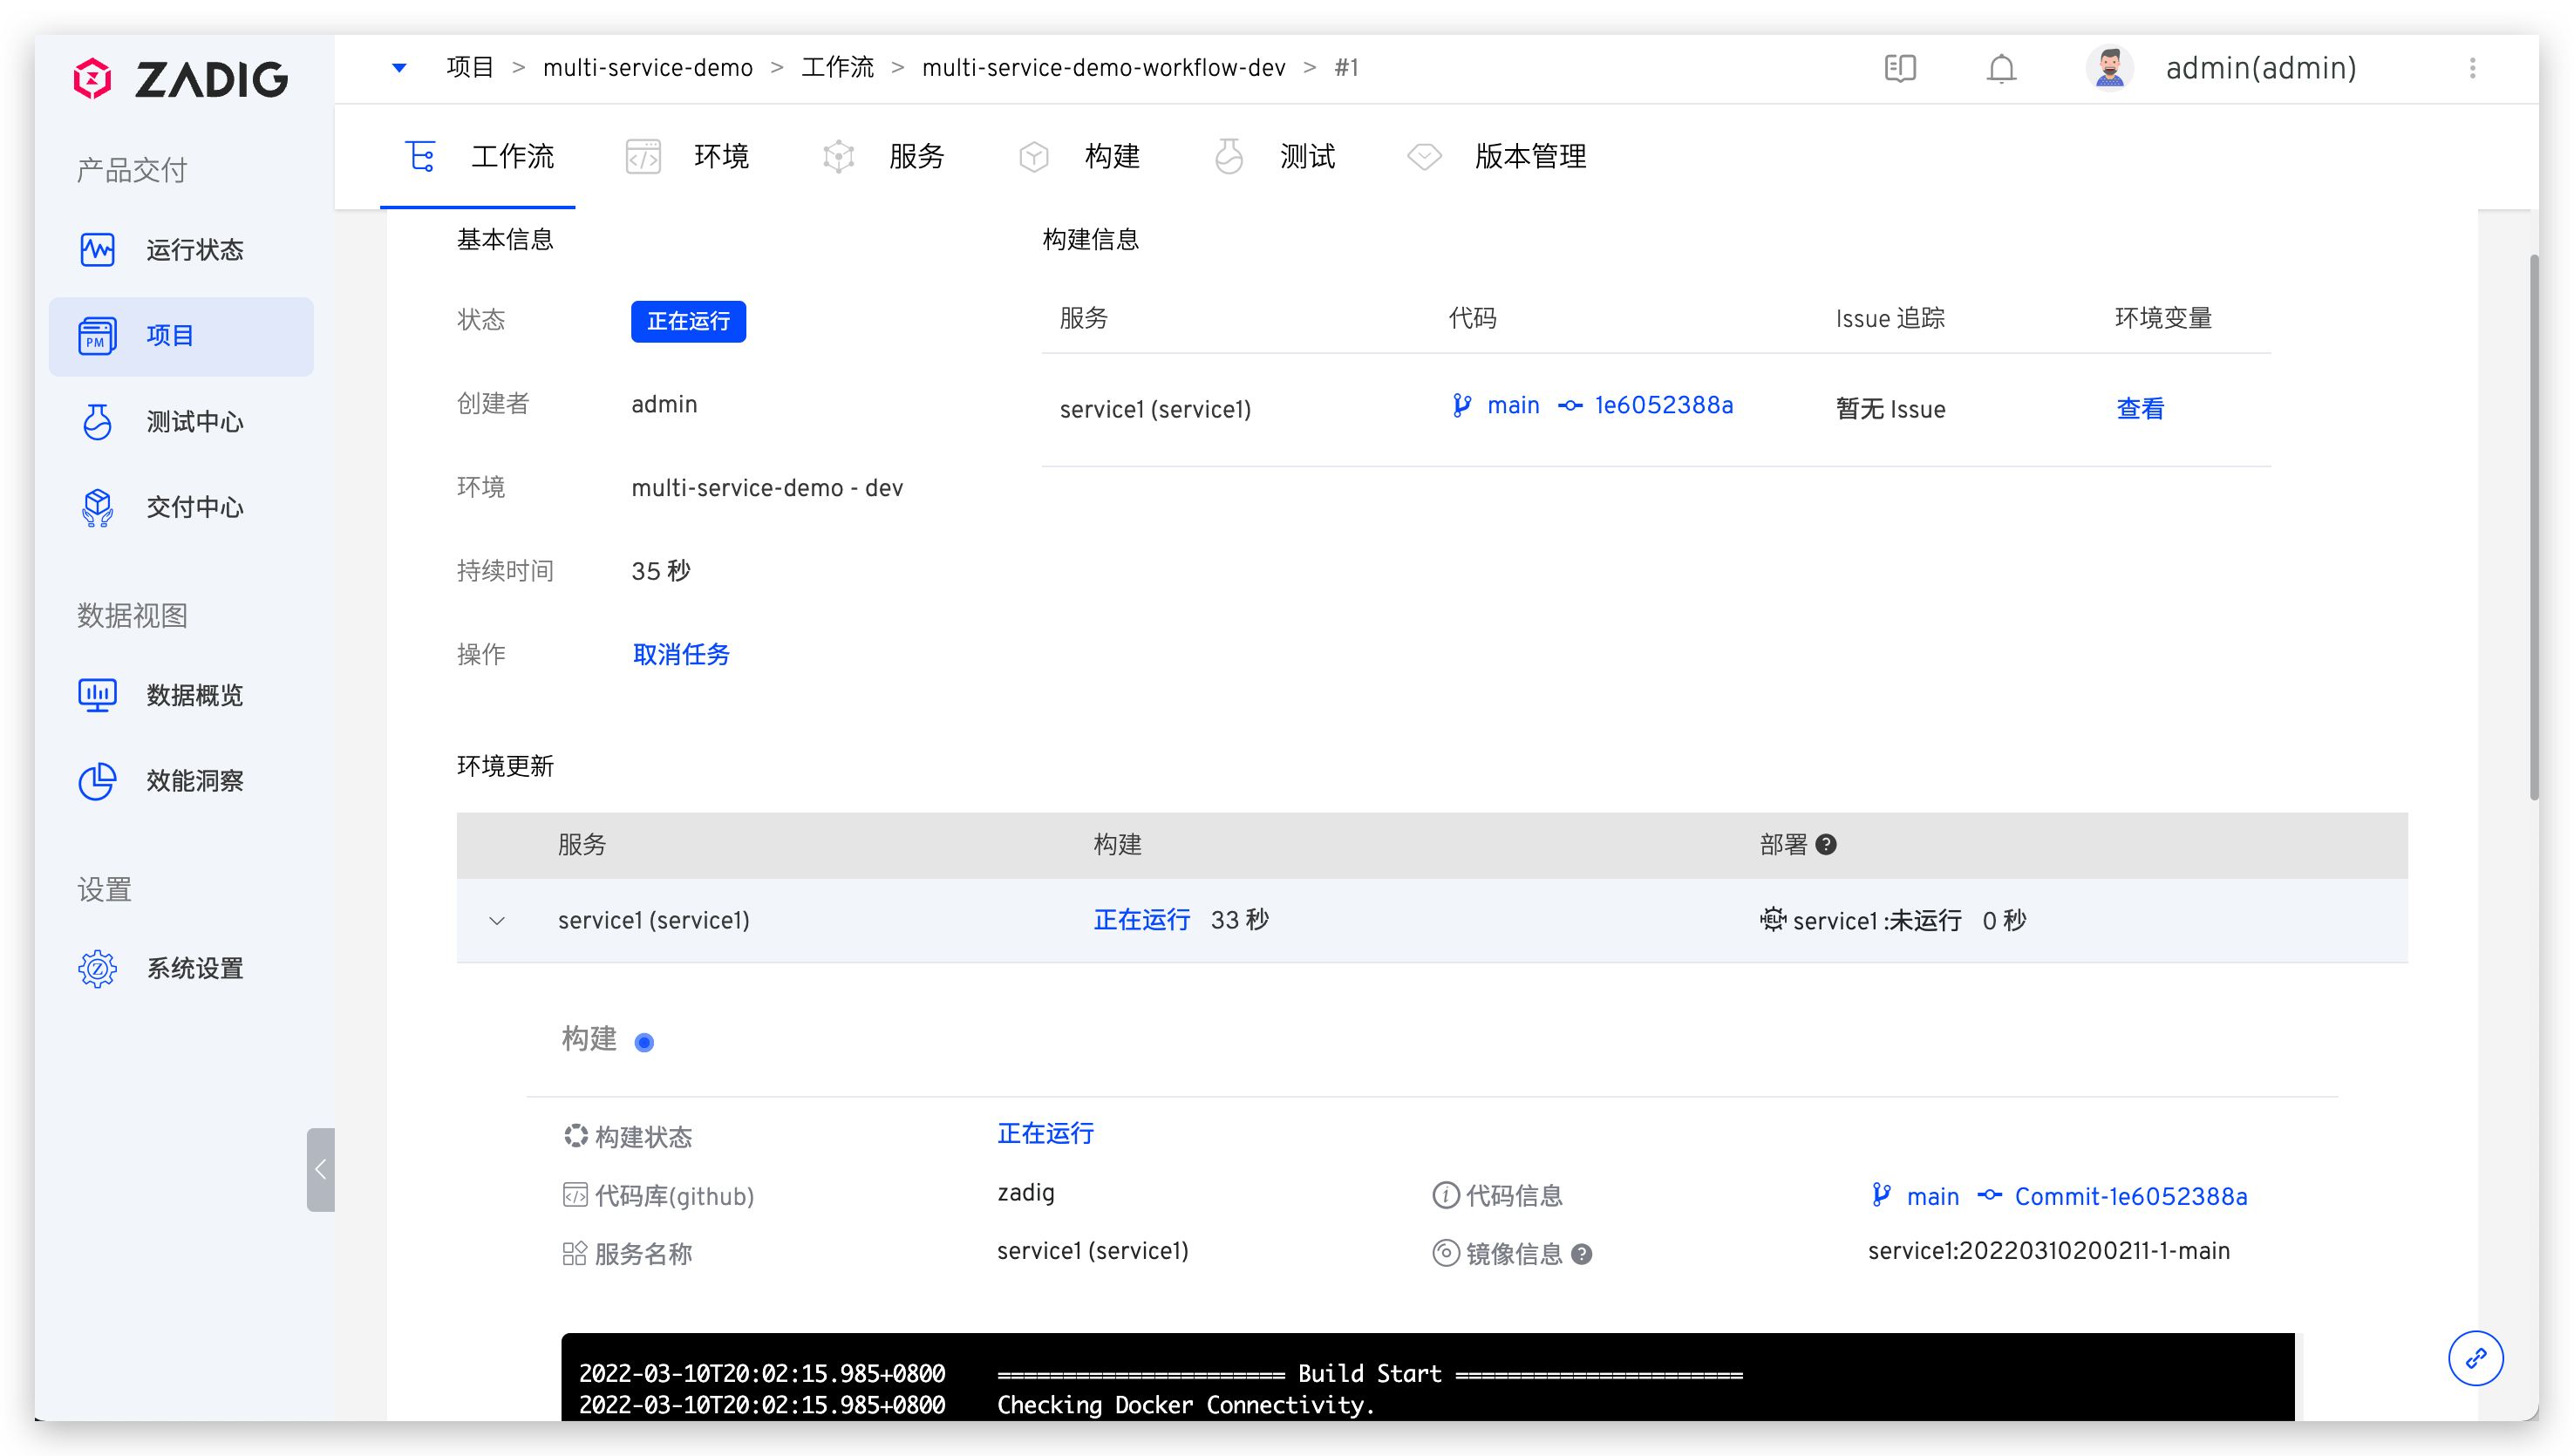 ZADIG
产品交付
运行状态
PM
项目
测试中心
交付中心
数据视图
数据概览
效能洞察
设置
系统设置
项目 > multi-service-demo > 工作流 > multi-service-demo-workflow-dev > #1
admin(admin)
工作流 环境 服务 构建 测试 版本管理
基本信息
状态 正在运行
创建者 admin
环境 multi-service-demo - dev
持续时间 35 秒
操作 取消任务
构建信息
服务 代码 Issue 追踪 环境变量
service1 (service1) main 1e6052388a 暂无 Issue 查看
环境更新
服务 构建 部署
service1 (service1) 正在运行 33 秒 HELM service1 :未运行 0 秒
构建
构建状态 正在运行
代码库(github) zadig 代码信息 main Commit-1e6052388a
服务名称 service1 (service1) 镜像信息 service1:20220310200211-1-main
2022-03-10T20:02:15.985+0800 ====================== Build Start ======================
2022-03-10T20:02:15.985+0800 Checking Docker Connectivity.